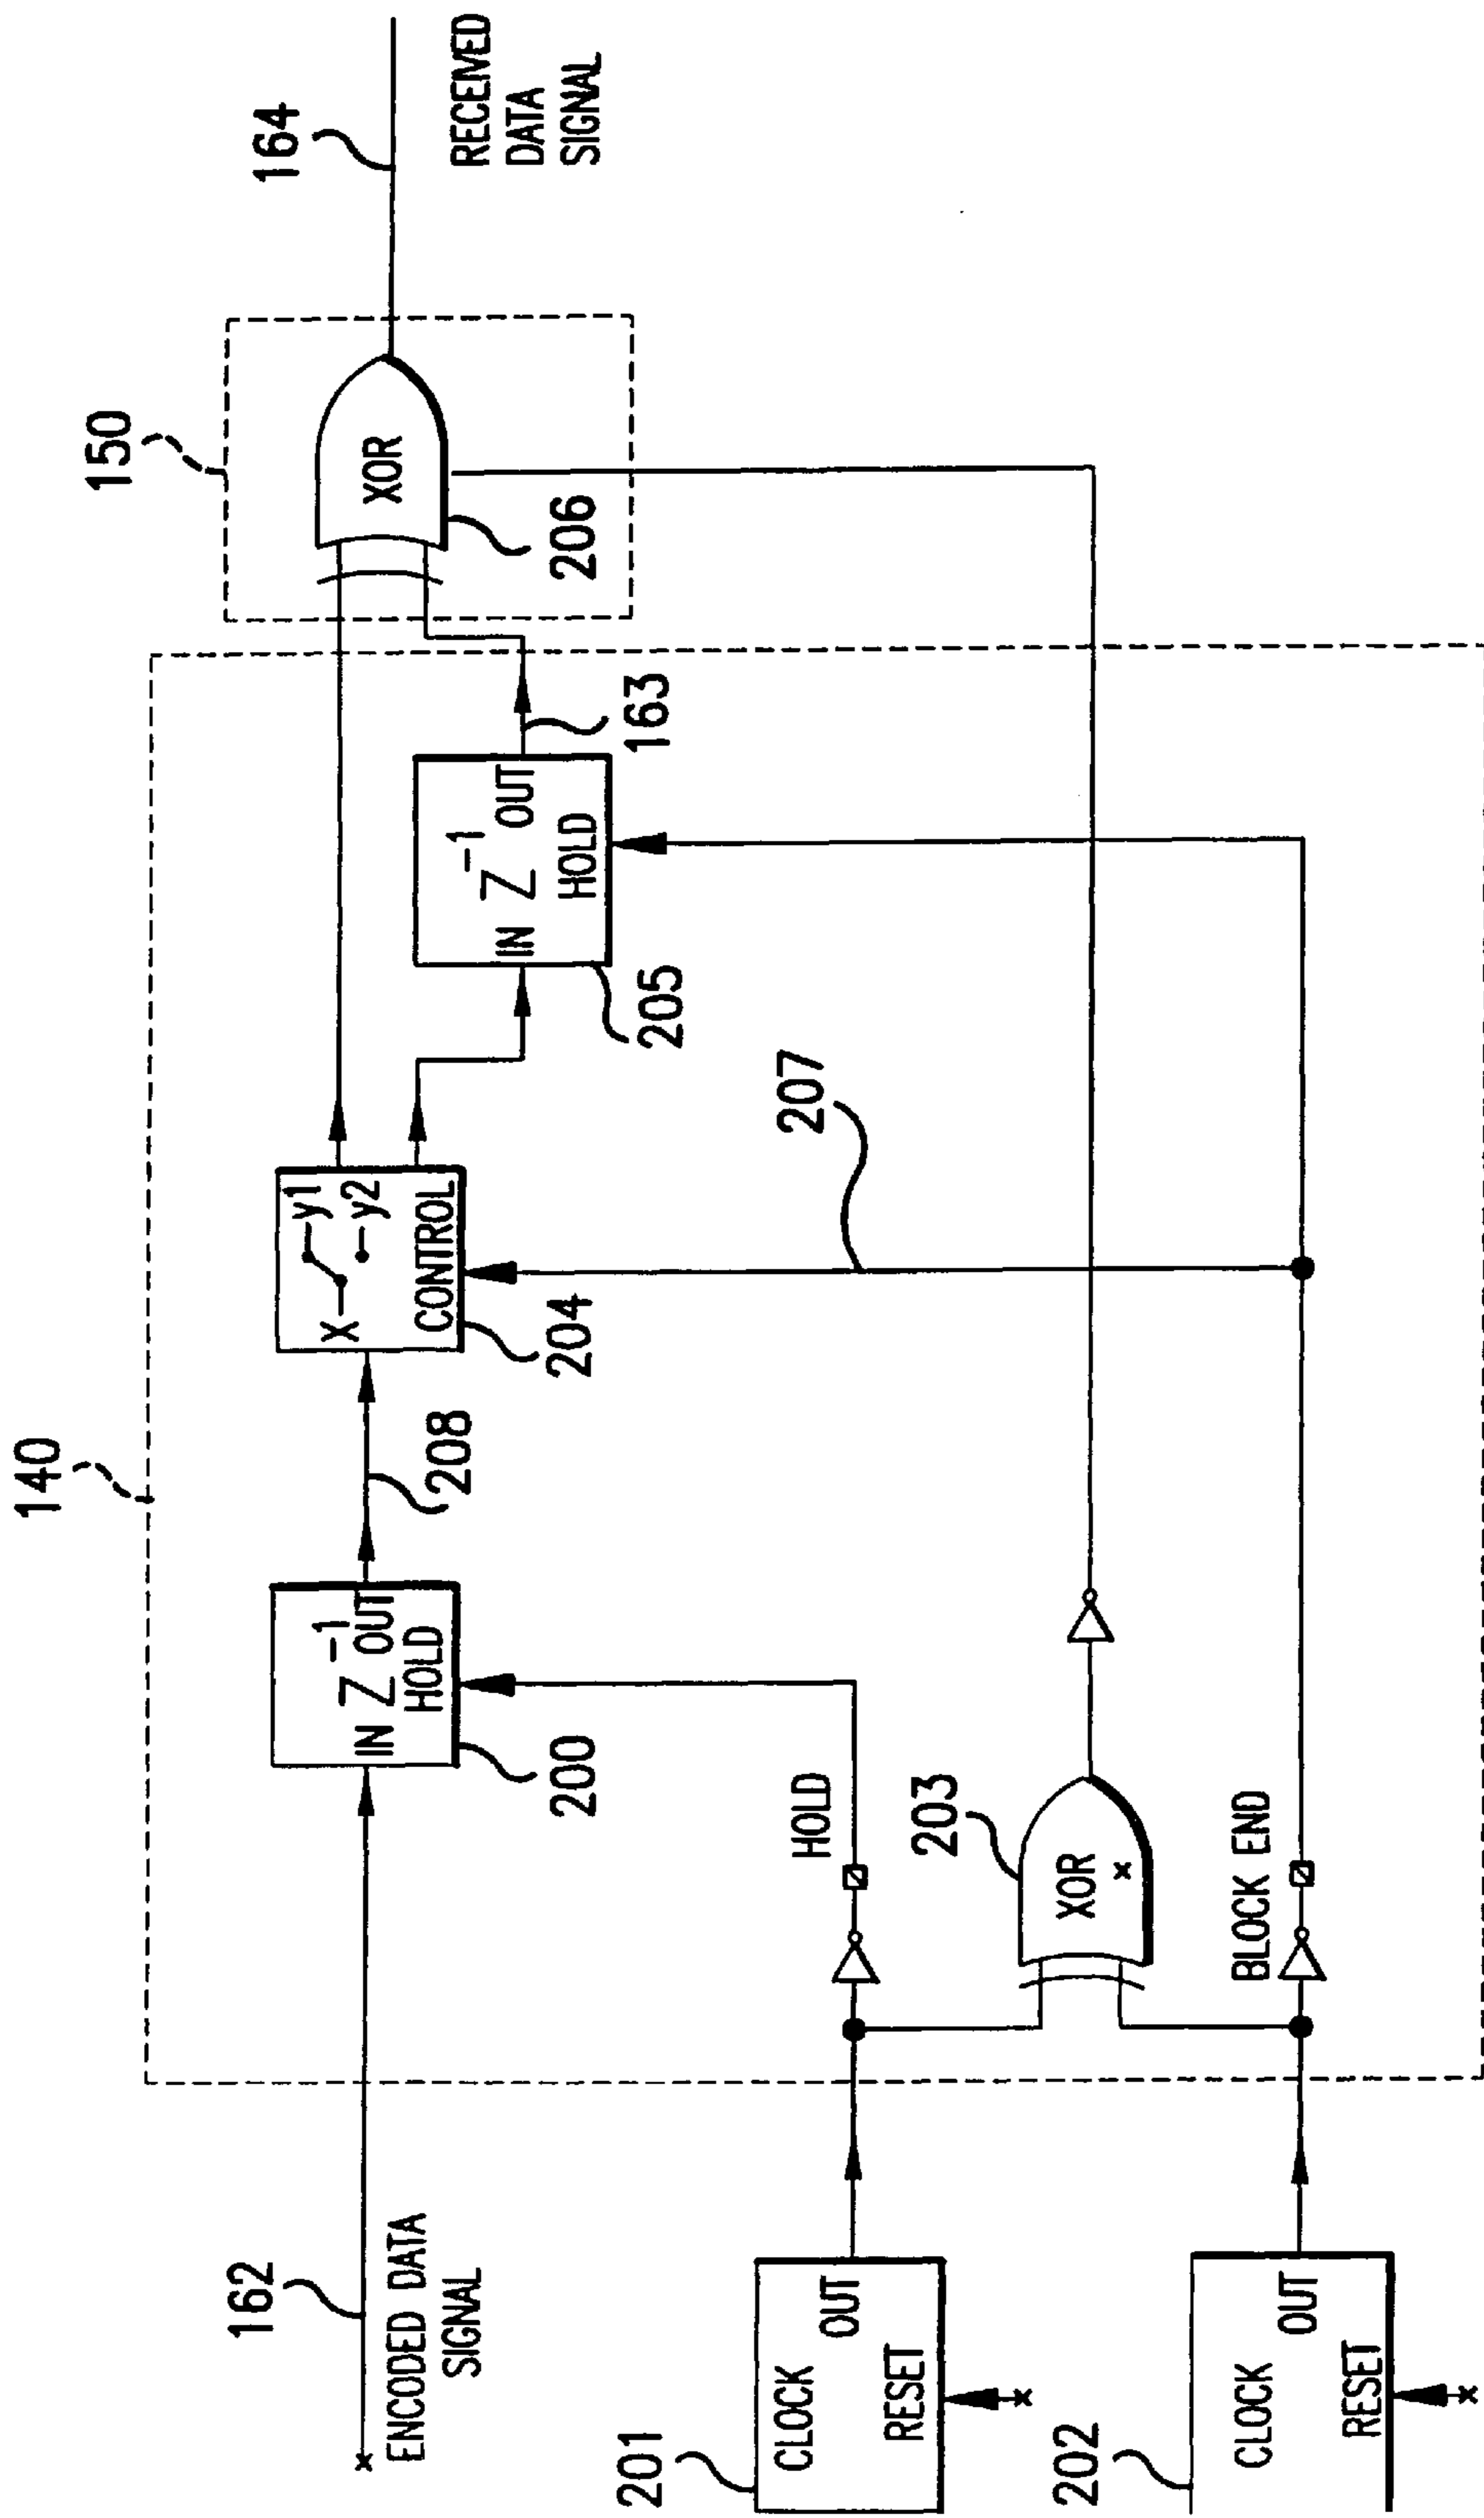 140
150
164
RECEIVED
DATA
SIGNAL
162
ENCODED DATA
SIGNAL
x
IN Z⁻¹ OUT
HOLD
200
208
X y1
y2
CONTROL
204
IN Z⁻¹ OUT
HOLD
205
163
XOR
206
207
201
CLOCK
OUT
RESET
x
HOLD
203
XOR
x
202
CLOCK
OUT
RESET
x
BLOCK END